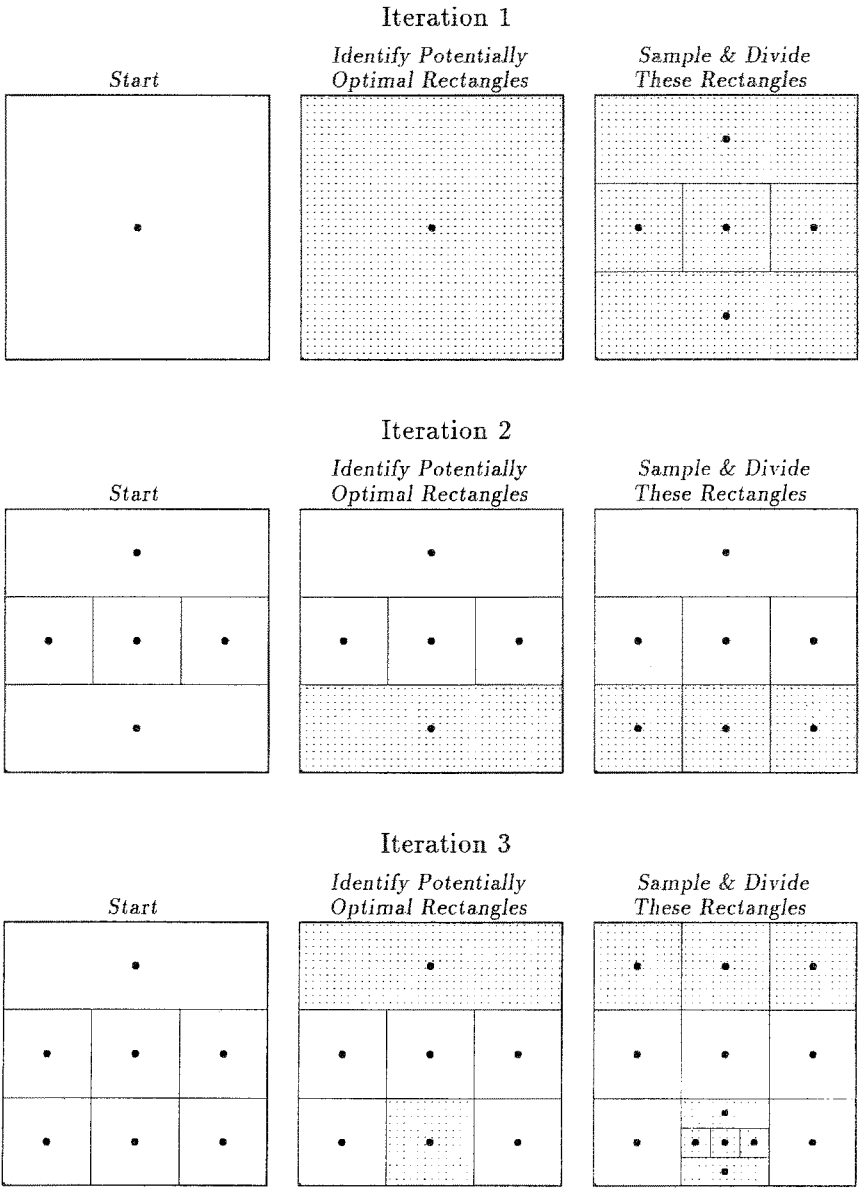 Iteration 1
Start
Identify Potentially
Optimal Rectangles
Sample & Divide
These Rectangles
Iteration 2
Start
Identify Potentially
Optimal Rectangles
Sample & Divide
These Rectangles
Iteration 3
Start
Identify Potentially
Optimal Rectangles
Sample & Divide
These Rectangles